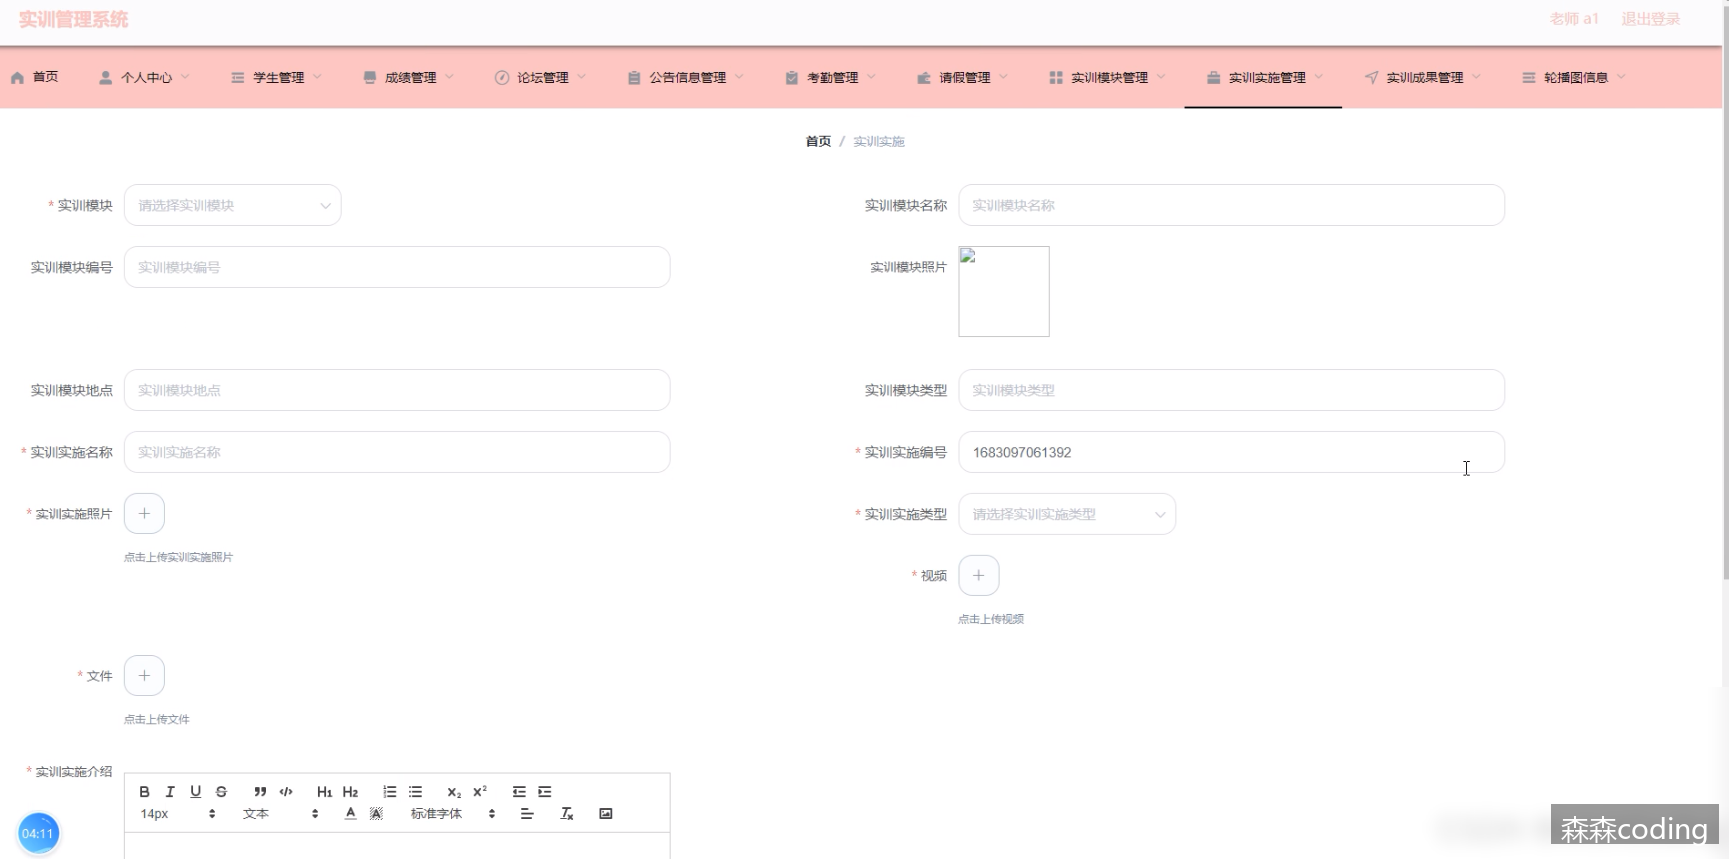 实训管理系统
老师 a1 退出登录
首页 个人中心 学生管理 成绩管理 论坛管理 公告信息管理 考勤管理 请假管理 实训模块管理 实训实施管理 实训成果管理 轮播图信息
首页 / 实训实施
* 实训模块 请选择实训模块 实训模块名称 实训模块名称
实训模块编号 实训模块编号 实训模块照片
实训模块地点 实训模块地点 实训模块类型 实训模块类型
* 实训实施名称 实训实施名称 * 实训实施编号 1683097061392
* 实训实施照片 + * 实训实施类型 请选择实训实施类型
点击上传实训实施照片
* 视频 +
点击上传视频
* 文件 +
点击上传文件
* 实训实施介绍
B I U S ” </> H1 H2 X₂ X²
14px 文本 A A 标准字体 Tx
04:11
森森coding